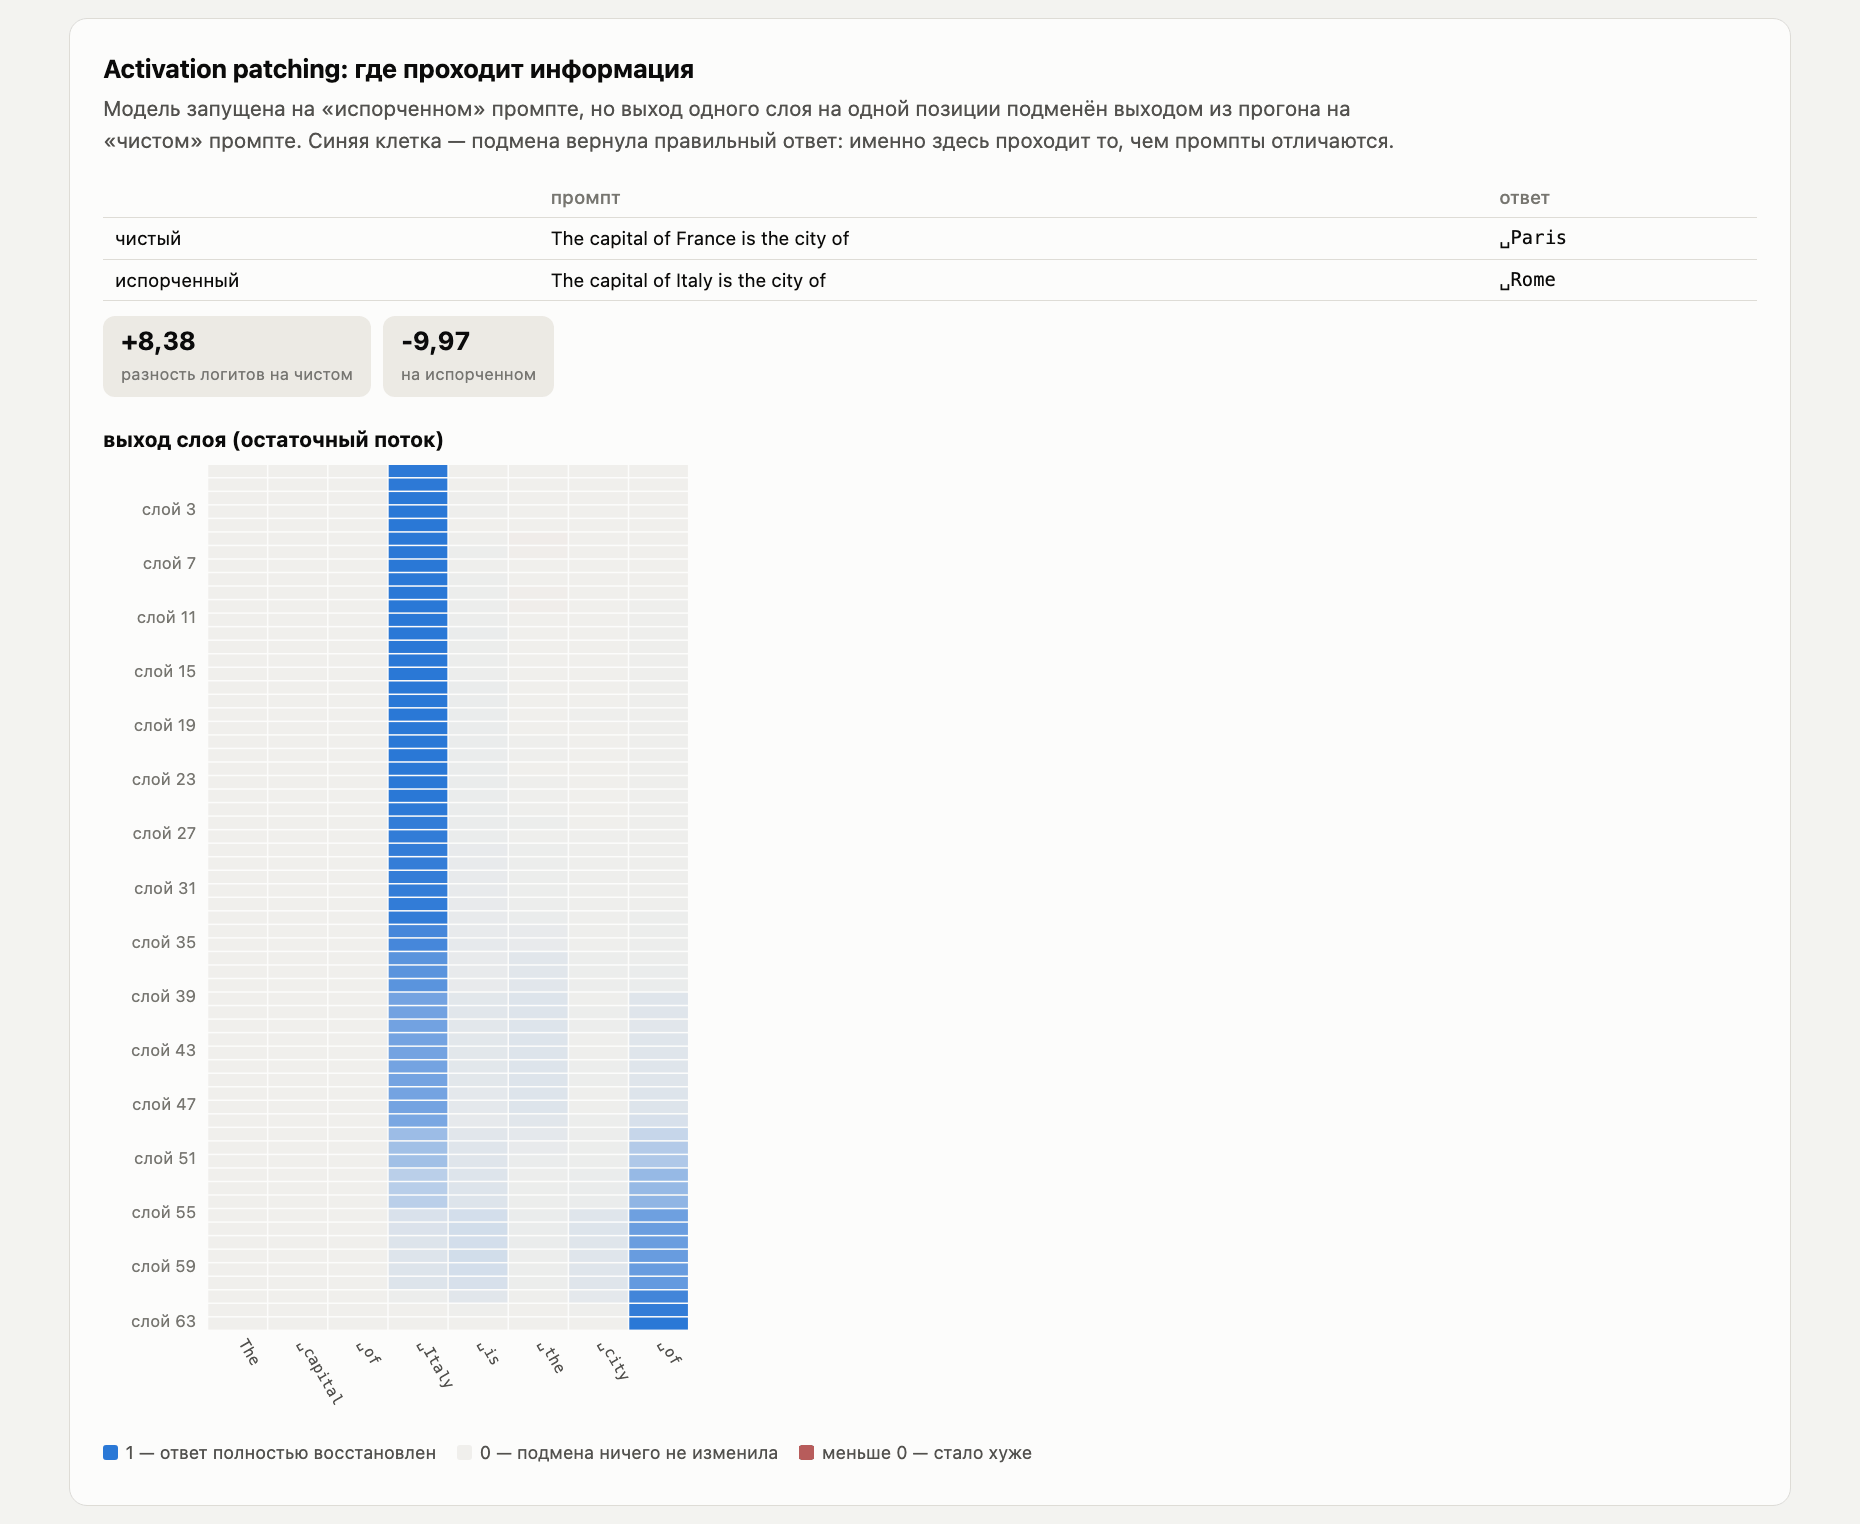 Activation patching: где проходит информация
Модель запущена на «испорченном» промпте, но выход одного слоя на одной позиции подменён выходом из прогона на
«чистом» промпте. Синяя клетка — подмена вернула правильный ответ: именно здесь проходит то, чем промпты отличаются.
промпт ответ
чистый The capital of France is the city of ␣Paris
испорченный The capital of Italy is the city of ␣Rome
+8,38 -9,97
разность логитов на чистом на испорченном
выход слоя (остаточный поток)
слой 3
слой 7
слой 11
слой 15
слой 19
слой 23
слой 27
слой 31
слой 35
слой 39
слой 43
слой 47
слой 51
слой 55
слой 59
слой 63
The ␣capital ␣of ␣Italy ␣is ␣the ␣city ␣of
1 — ответ полностью восстановлен 0 — подмена ничего не изменила меньше 0 — стало хуже